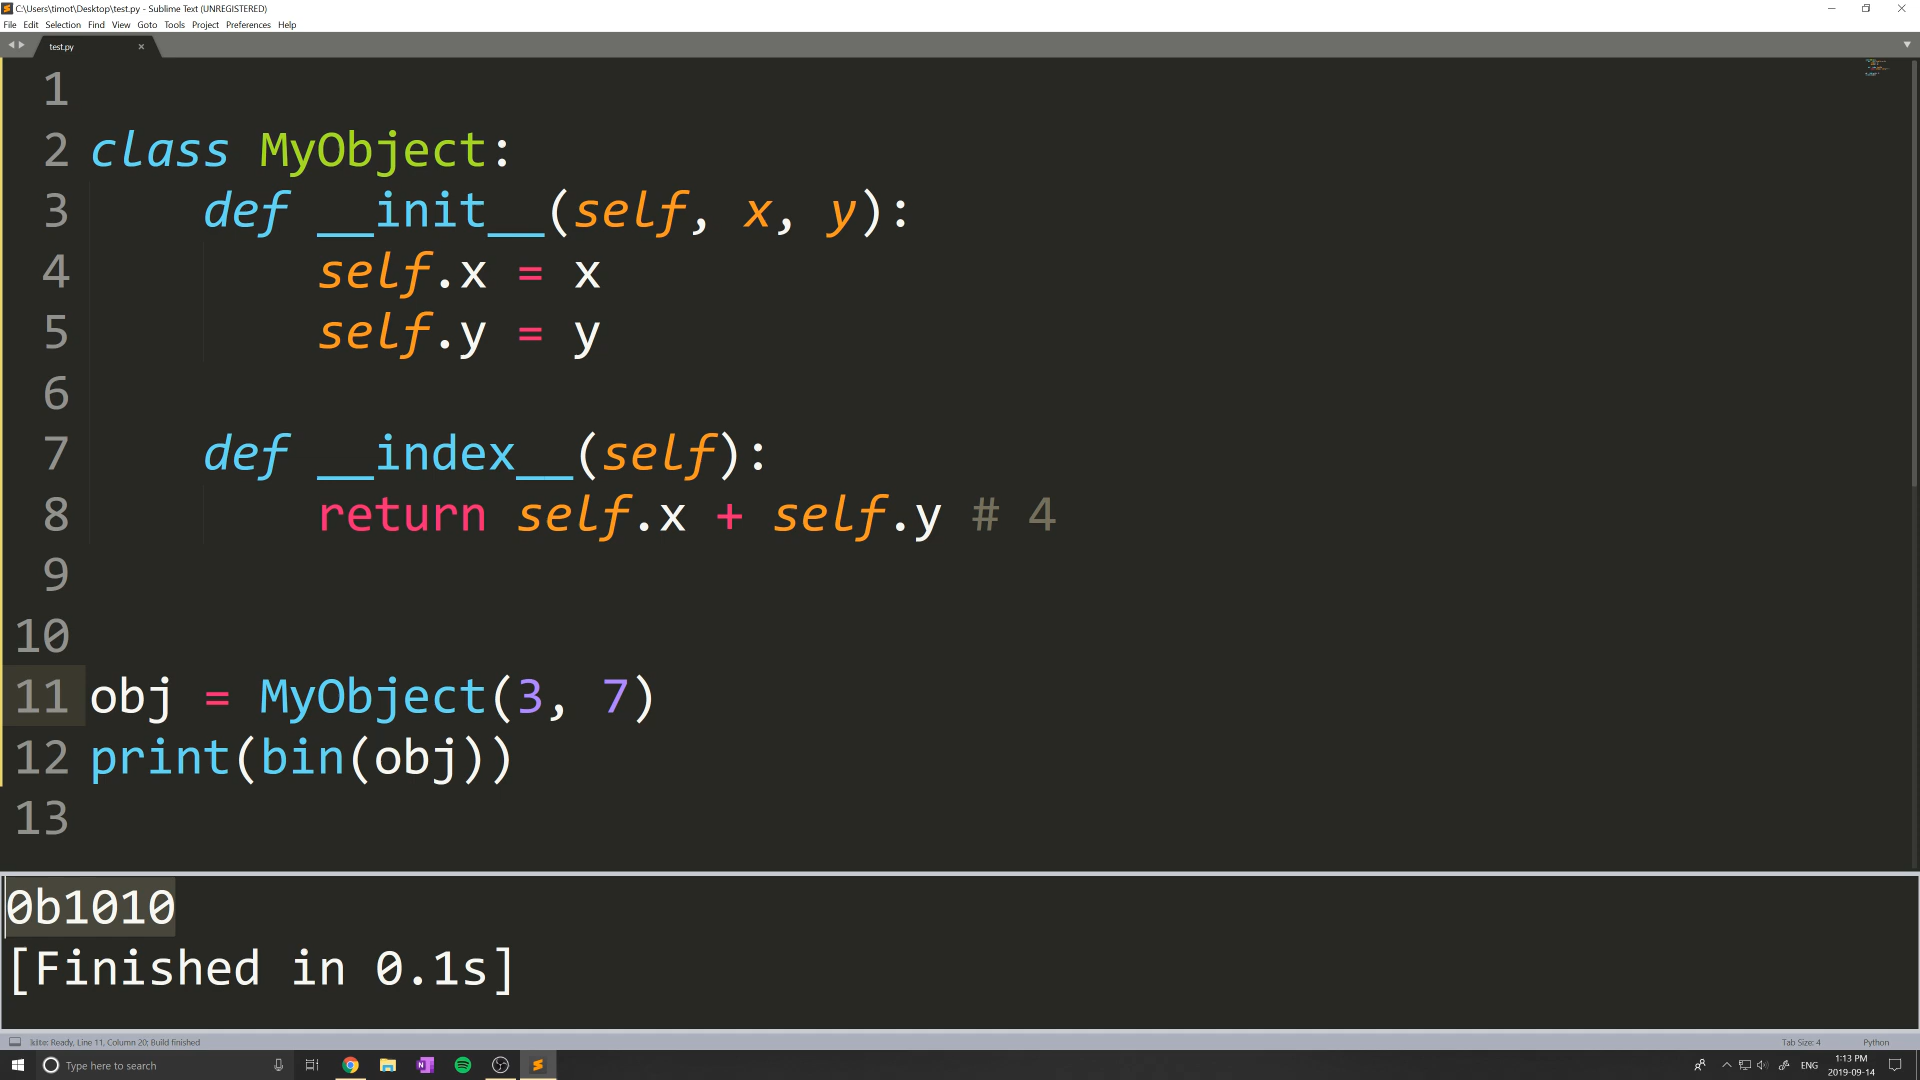 C:\Users\timot\Desktop\test.py - Sublime Text (UNREGISTERED)
File Edit Selection Find View Goto Tools Project Preferences Help
test.py
1
2 class MyObject:
3     def __init__(self, x, y):
4         self.x = x
5         self.y = y
6
7     def __index__(self):
8         return self.x + self.y # 4
9
10
11 obj = MyObject(3, 7)
12 print(bin(obj))
13
0b1010
[Finished in 0.1s]
kite: Ready, Line 11, Column 20; Build finished
Tab Size: 4 Python
Type here to search
ENG
1:13 PM
2019-09-14